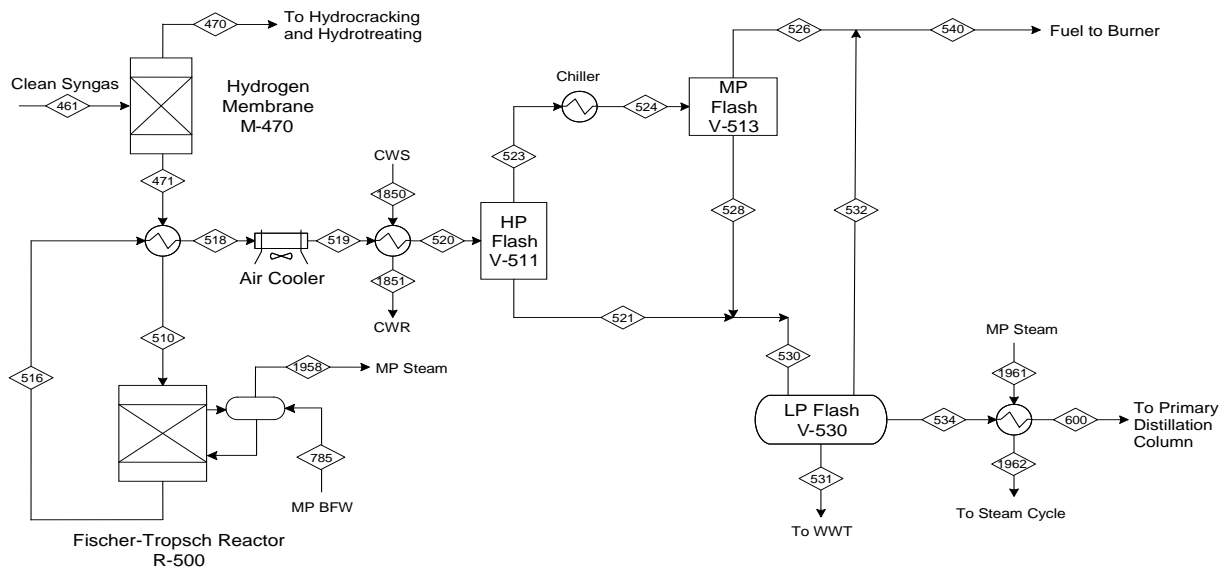 470
To Hydrocracking
and Hydrotreating
526
540
Fuel to Burner
Clean Syngas
461
Hydrogen
Membrane
M-470
Chiller
524
MP
Flash
V-513
471
CWS
1850
523
528
532
518
Air Cooler
519
520
1851
CWR
HP
Flash
V-511
521
510
516
1958
MP Steam
530
MP Steam
1961
785
MP BFW
LP Flash
V-530
534
600
To Primary
Distillation
Column
1962
To Steam Cycle
531
To WWT
Fischer-Tropsch Reactor
R-500